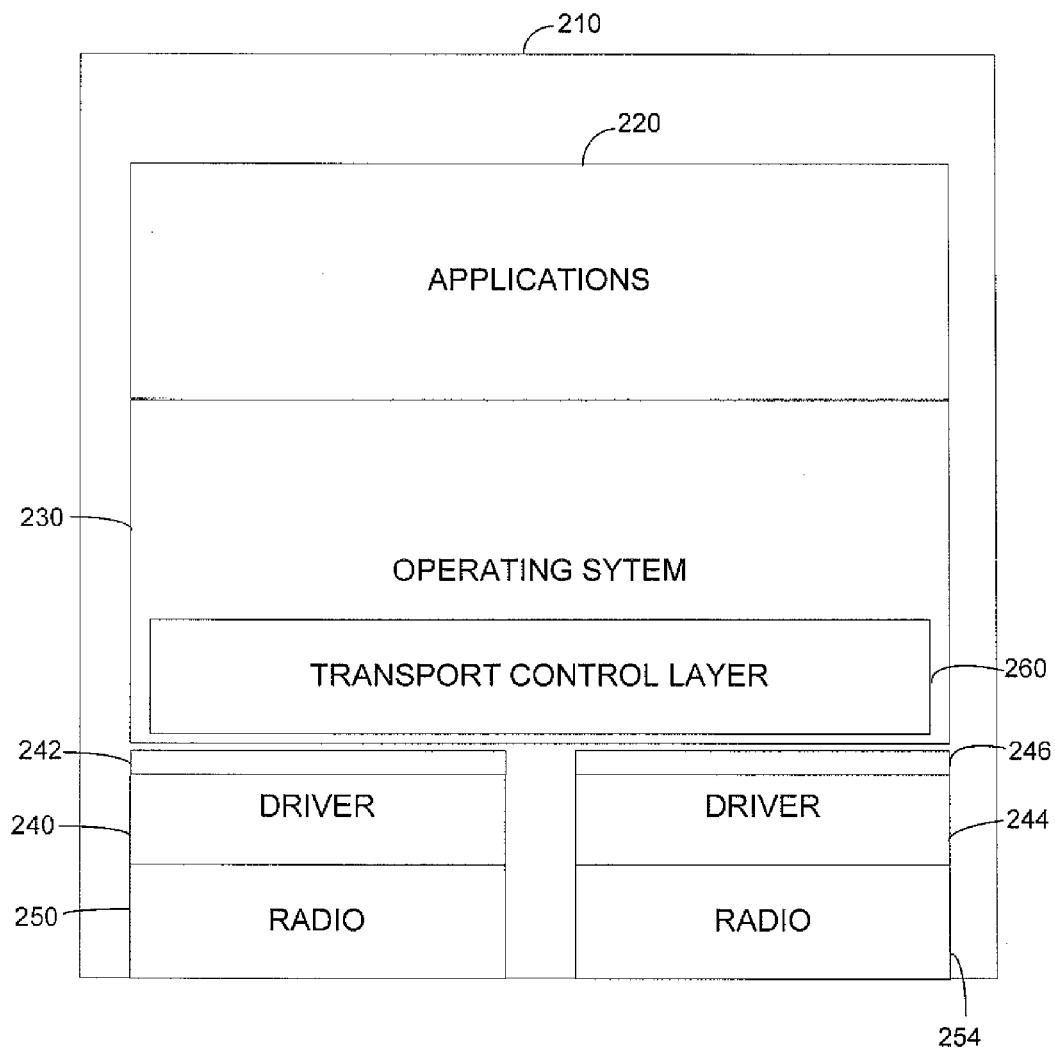 210
220
APPLICATIONS
230
OPERATING SYTEM
TRANSPORT CONTROL LAYER
260
242
246
DRIVER
DRIVER
240
244
250
RADIO
RADIO
254